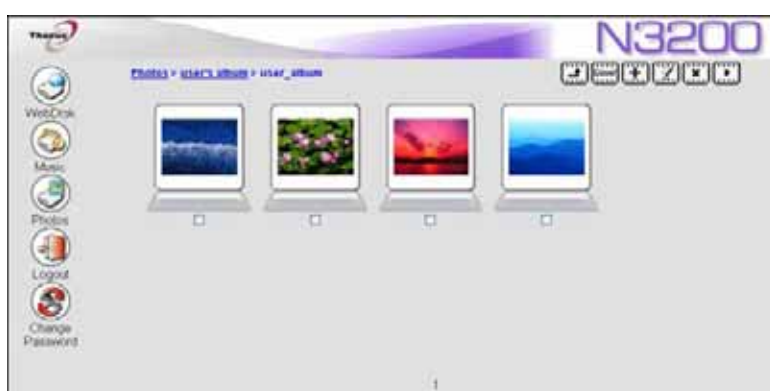 Thecus
N3200
Photos > user's album > user_album
WebDisk
Music
Photos
Logout
Change
Password
1